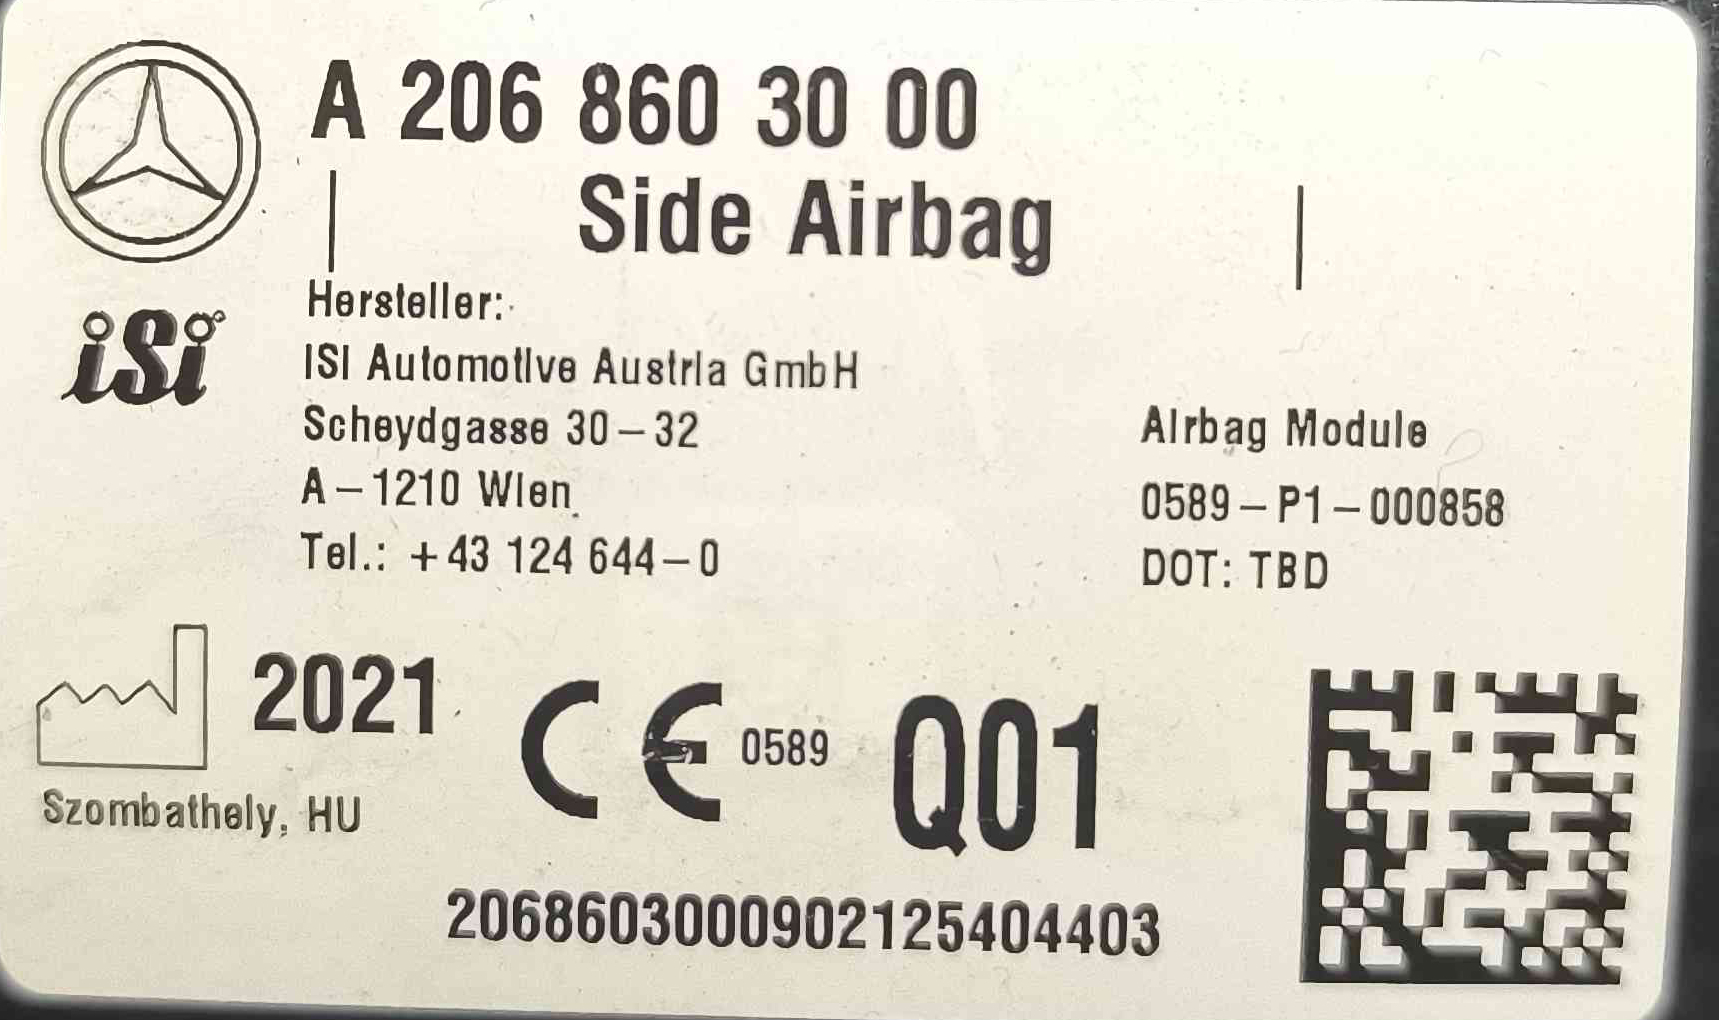 A 206 860 30 00
Side Airbag
iSi
Hersteller:
ISI Automotive Austria GmbH
Scheydgasse 30-32
A-1210 Wien
Tel.: +43 124 644-0
Airbag Module
0589-P1-000858
DOT: TBD
2021
CE 0589
Q01
Szombathely, HU
2068603000902125404403